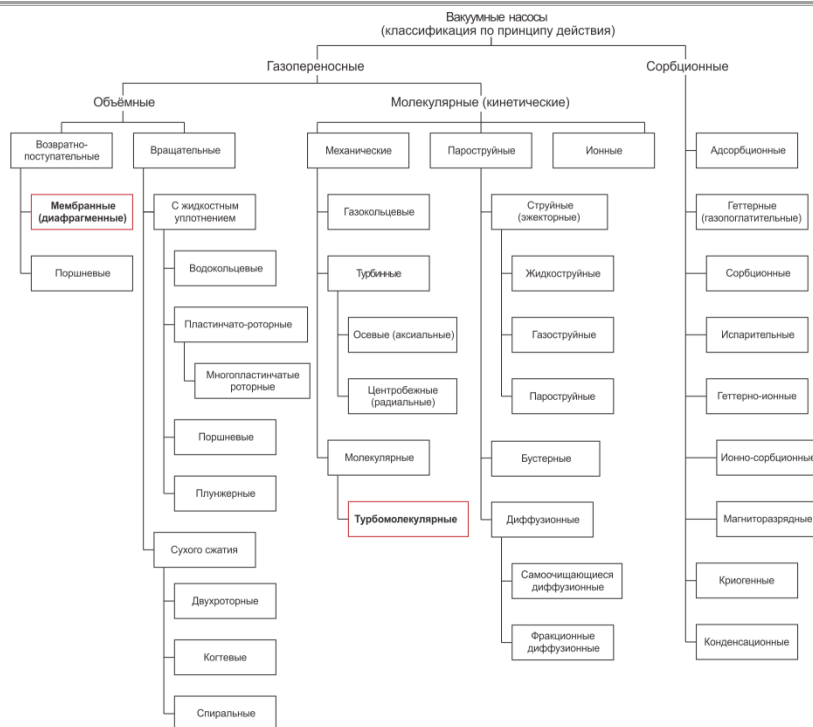 Вакуумные насосы
(классификация по принципу действия)
Газопереносные
Сорбционные
Объёмные
Молекулярные (кинетические)
Возвратно-
поступательные
Вращательные
Механические
Пароструйные
Ионные
Адсорбционные
Мембранные
(диафрагменные)
С жидкостным
уплотнением
Газокольцевые
Струйные
(эжекторные)
Геттерные
(газопоглатительные)
Поршневые
Водокольцевые
Турбинные
Жидкоструйные
Сорбционные
Пластинчато-роторные
Осевые (аксиальные)
Газоструйные
Испарительные
Многопластинчатые
роторные
Центробежные
(радиальные)
Пароструйные
Геттерно-ионные
Поршневые
Молекулярные
Бустерные
Ионно-сорбционные
Плунжерные
Турбомолекулярные
Диффузионные
Магниторазрядные
Сухого сжатия
Самоочищающиеся
диффузионные
Криогенные
Двухроторные
Фракционные
диффузионные
Конденсационные
Когтевые
Спиральные